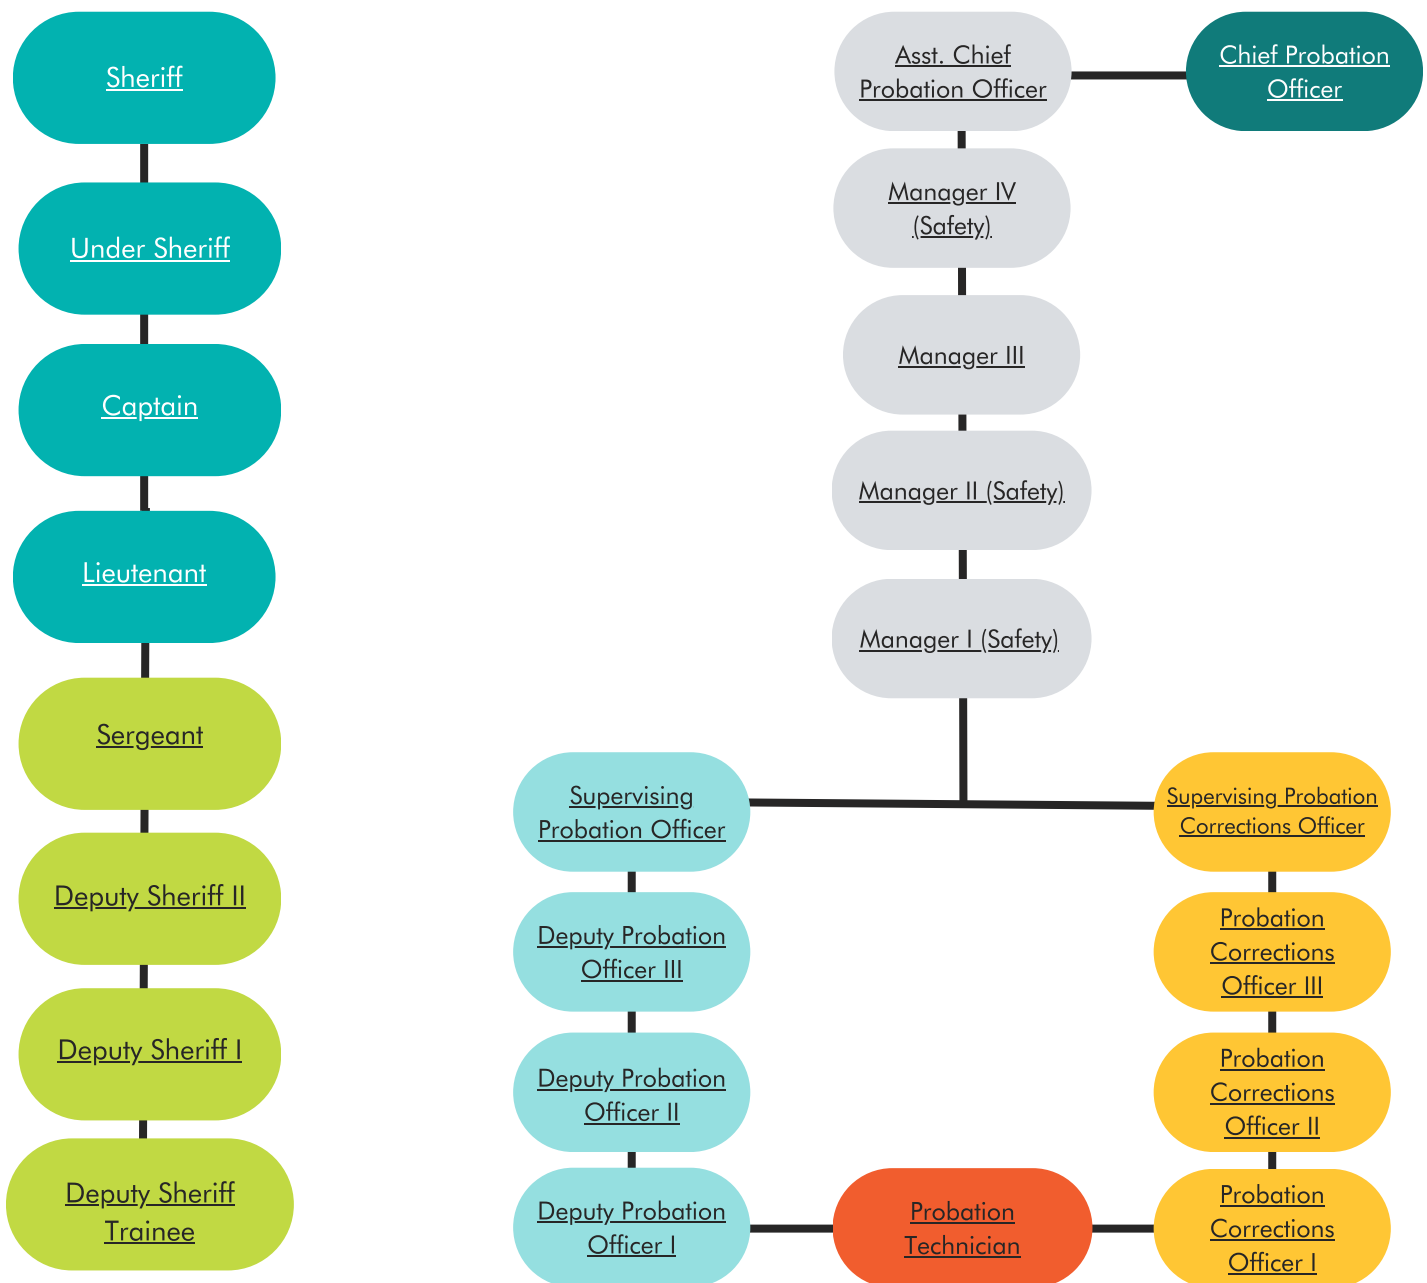 Sheriff
Under Sheriff
Captain
Lieutenant
Sergeant
Deputy Sheriff II
Deputy Sheriff I
Deputy Sheriff
Trainee
Asst. Chief
Probation Officer
Chief Probation
Officer
Manager IV
(Safety)
Manager III
Manager II (Safety)
Manager I (Safety)
Supervising
Probation Officer
Deputy Probation
Officer III
Deputy Probation
Officer II
Deputy Probation
Officer I
Probation
Technician
Supervising Probation
Corrections Officer
Probation
Corrections
Officer III
Probation
Corrections
Officer II
Probation
Corrections
Officer I